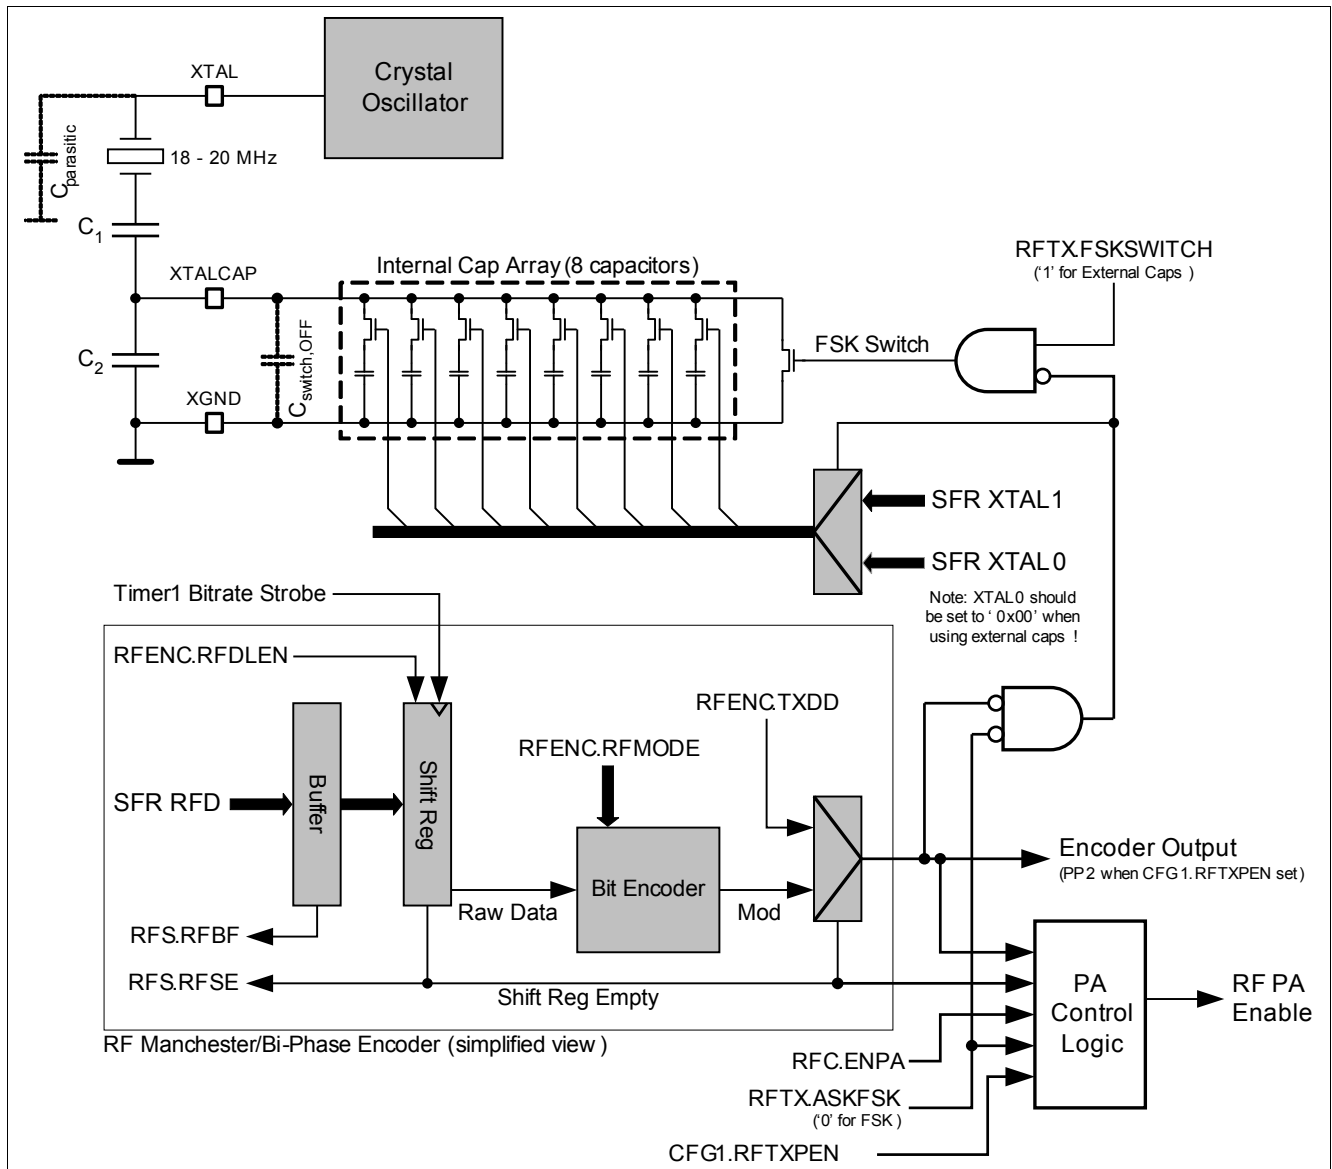 Crystal
Oscillator
XTAL
Cparasitic
18 - 20 MHz
C1
XTALCAP
Internal Cap Array (8 capacitors)
RFTX.FSKSWITCH
('1' for External Caps )
FSK Switch
C2
Cswitch,OFF
XGND
SFR XTAL1
SFR XTAL0
Note: XTAL0 should
be set to ' 0x00' when
using external caps !
Timer1 Bitrate Strobe
RFENC.RFDLEN
RFENC.TXDD
RFENC.RFMODE
SFR RFD
Buffer
Shift Reg
Bit Encoder
Raw Data
Mod
Encoder Output
(PP2 when CFG1.RFTXPEN set)
RFS.RFBF
RFS.RFSE
Shift Reg Empty
PA
Control
Logic
RF PA
Enable
RF Manchester/Bi-Phase Encoder (simplified view )
RFC.ENPA
RFTX.ASKFSK
('0' for FSK )
CFG1.RFTXPEN